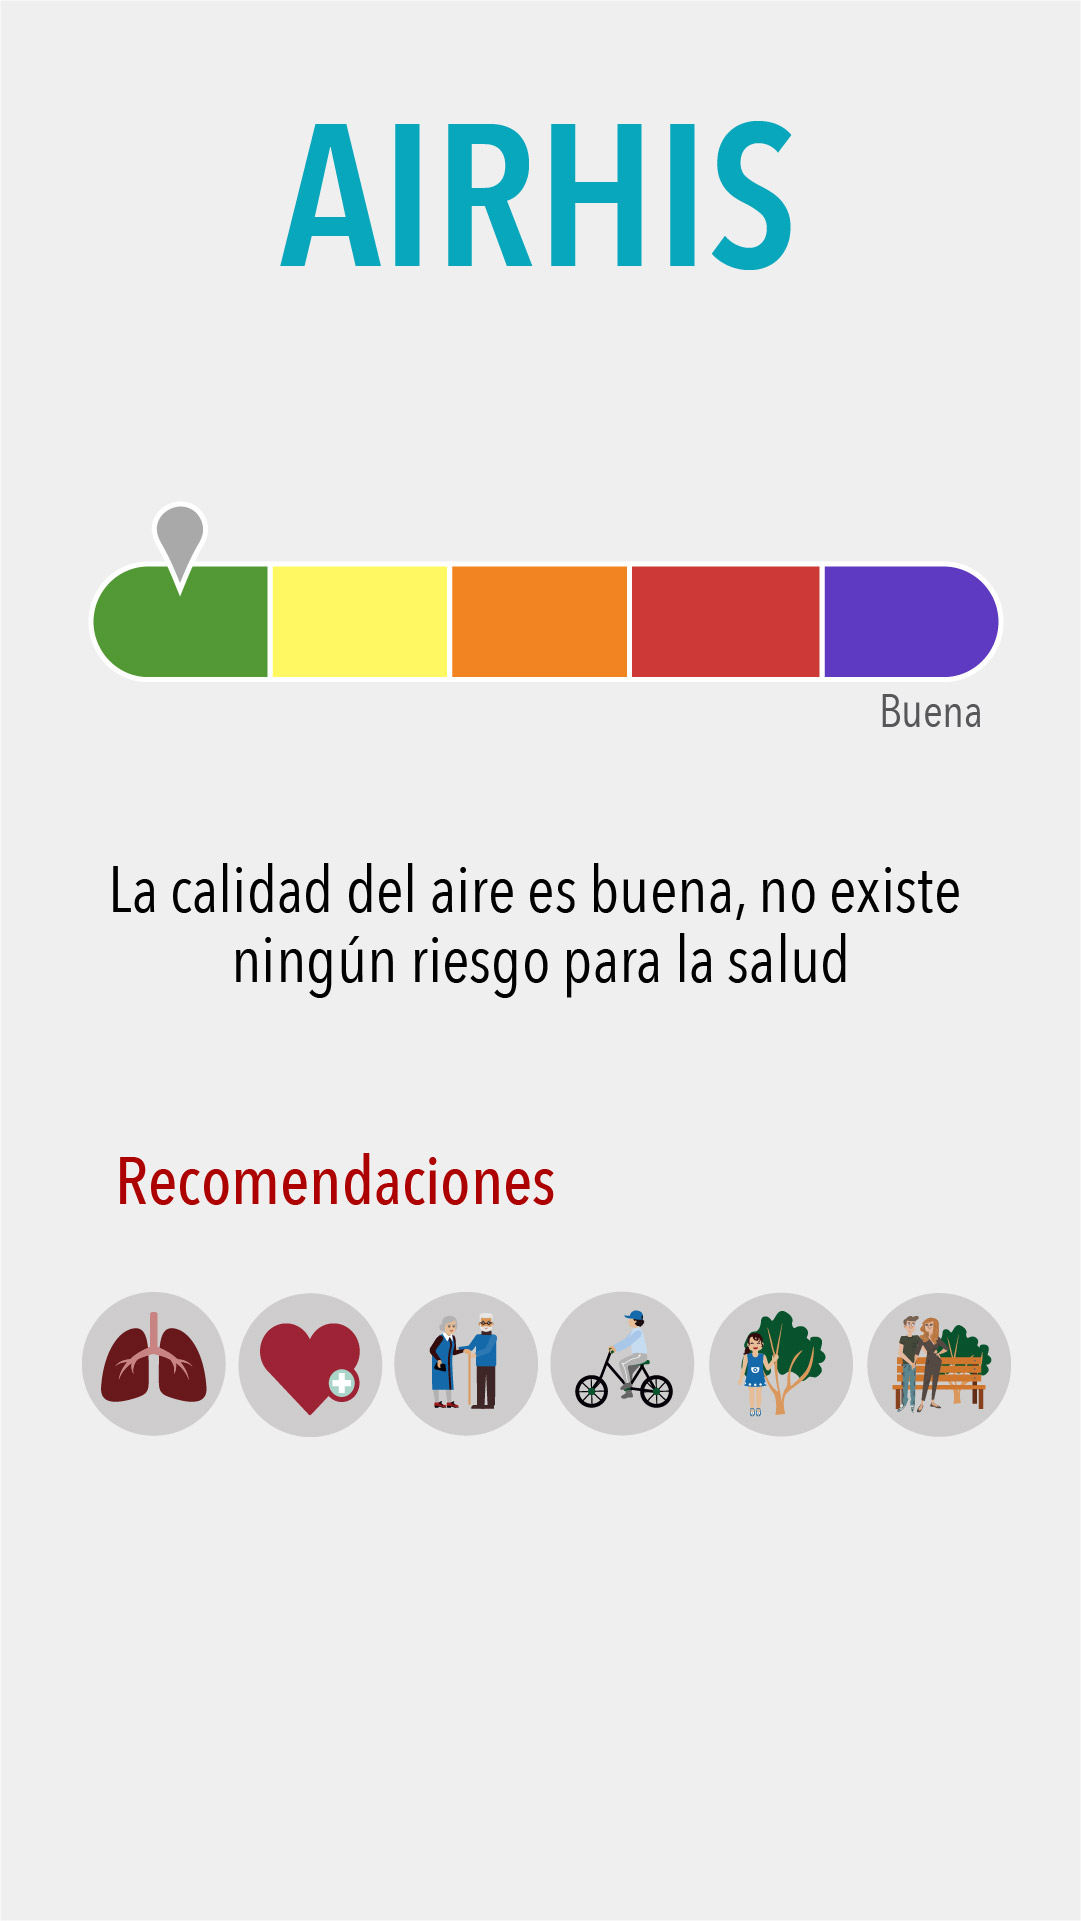 AIRHIS
Buena
La calidad del aire es buena, no existe
ningún riesgo para la salud
Recomendaciones